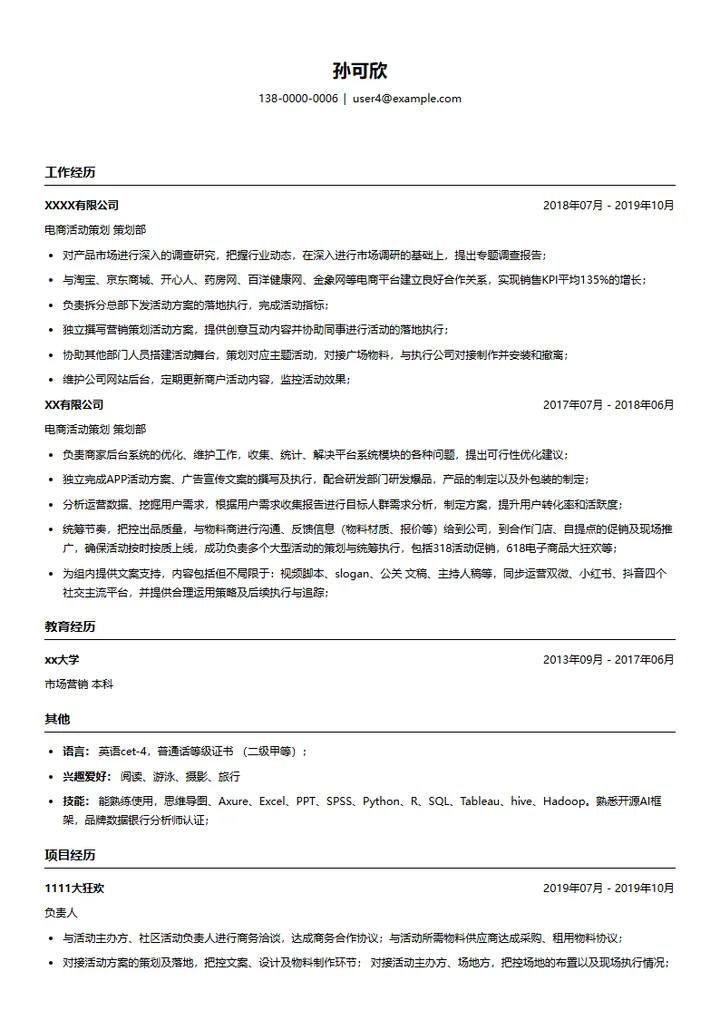 孙可欣
138-0000-0006 | user4@example.com
工作经历
XXXX有限公司 2018年07月 - 2019年10月
电商活动策划 策划部
• 对产品市场进行深入的调查研究，把握行业动态，在深入进行市场调研的基础上，提出专题调查报告；
• 与淘宝、京东商城、开心人、药房网、百洋健康网、金象网等电商平台建立良好合作关系，实现销售KPI平均135%的增长；
• 负责拆分总部下发活动方案的落地执行，完成活动指标；
• 独立撰写营销策划活动方案，提供创意互动内容并协助同事进行活动的落地执行；
• 协助其他部门人员搭建活动舞台，策划对应主题活动，对接广场物料，与执行公司对接制作并安装和撤离；
• 维护公司网站后台，定期更新商户活动内容，监控活动效果；
XX有限公司 2017年07月 - 2018年06月
电商活动策划 策划部
• 负责商家后台系统的优化、维护工作，收集、统计、解决平台系统模块的各种问题，提出可行性优化建议；
• 独立完成APP活动方案、广告宣传文案的撰写及执行，配合研发部门研发爆品，产品的制定以及外包装的制定；
• 分析运营数据、挖掘用户需求，根据用户需求收集报告进行目标人群需求分析，制定方案，提升用户转化率和活跃度；
• 统筹节奏，把控出品质量，与物料商进行沟通、反馈信息（物料材质、报价等）给到公司，到合作门店、自提点的促销及现场推
广，确保活动按时按质上线，成功负责多个大型活动的策划与统筹执行，包括318活动促销，618电子商品大狂欢等；
• 为组内提供文案支持，内容包括但不局限于：视频脚本、slogan、公关 文稿、主持人稿等，同步运营双微、小红书、抖音四个
社交主流平台，并提供合理运用策略及后续执行与追踪；
教育经历
xx大学 2013年09月 - 2017年06月
市场营销 本科
其他
• 语言： 英语cet-4，普通话等级证书 （二级甲等）；
• 兴趣爱好： 阅读、游泳、摄影、旅行
• 技能： 能熟练使用，思维导图、Axure、Excel、PPT、SPSS、Python、R、SQL、Tableau、hive、Hadoop。熟悉开源AI框
架，品牌数据银行分析师认证；
项目经历
1111大狂欢 2019年07月 - 2019年10月
负责人
• 与活动主办方、社区活动负责人进行商务洽谈，达成商务合作协议；与活动所需物料供应商达成采购、租用物料协议；
• 对接活动方案的策划及落地，把控文案、设计及物料制作环节； 对接活动主办方、场地方，把控场地的布置以及现场执行情况；